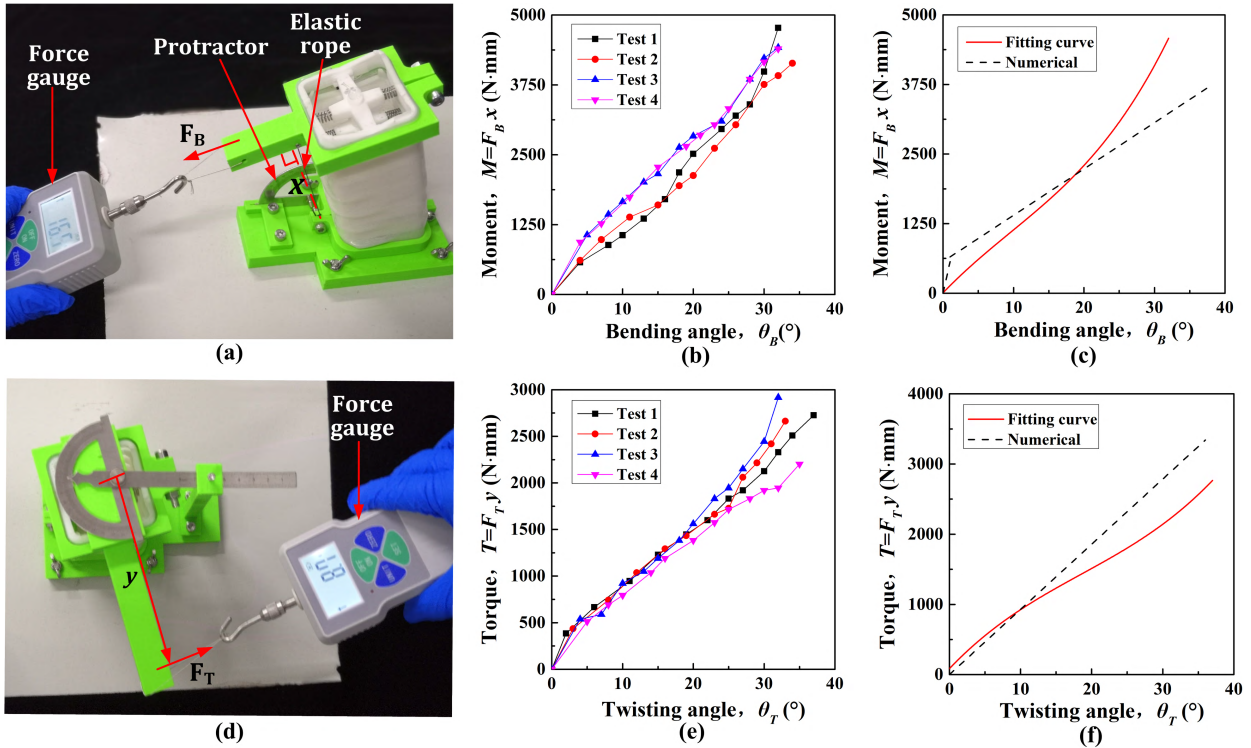 Force
gauge
Protractor
Elastic
rope
F_B
x
(a)
5000
3750
2500
1250
0
0 10 20 30 40
Moment, M=F_B x (N·mm)
Bending angle, θ_B(°)
Test 1
Test 2
Test 3
Test 4
(b)
5000
3750
2500
1250
0
0 10 20 30 40
Moment, M=F_B x (N·mm)
Bending angle, θ_B (°)
Fitting curve
Numerical
(c)
Force
gauge
y
F_T
(d)
3000
2500
2000
1500
1000
500
0
0 10 20 30 40
Torque, T=F_T y (N·mm)
Twisting angle, θ_T (°)
Test 1
Test 2
Test 3
Test 4
(e)
4000
3000
2000
1000
0
0 10 20 30 40
Torque, T=F_T y (N·mm)
Twisting angle, θ_T (°)
Fitting curve
Numerical
(f)